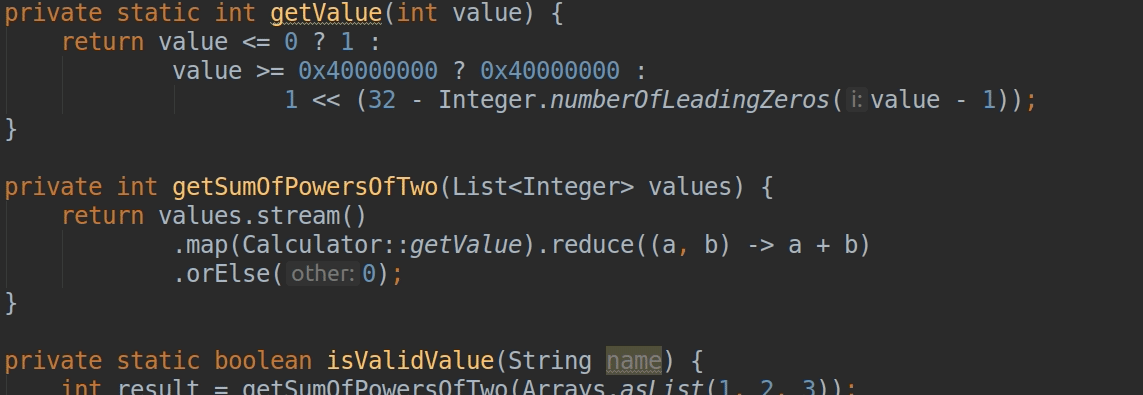 private static int getValue(int value) {
return value <= 0 ? 1 :
value >= 0x40000000 ? 0x40000000 :
1 << (32 - Integer.numberOfLeadingZeros( i: value - 1));
}
private int getSumOfPowersOfTwo(List<Integer> values) {
return values.stream()
.map(Calculator::getValue).reduce((a, b) -> a + b)
.orElse( other: 0);
}
private static boolean isValidValue(String name) {
int result = getSumOfPowersOfTwo(Arrays.asList(1, 2, 3));